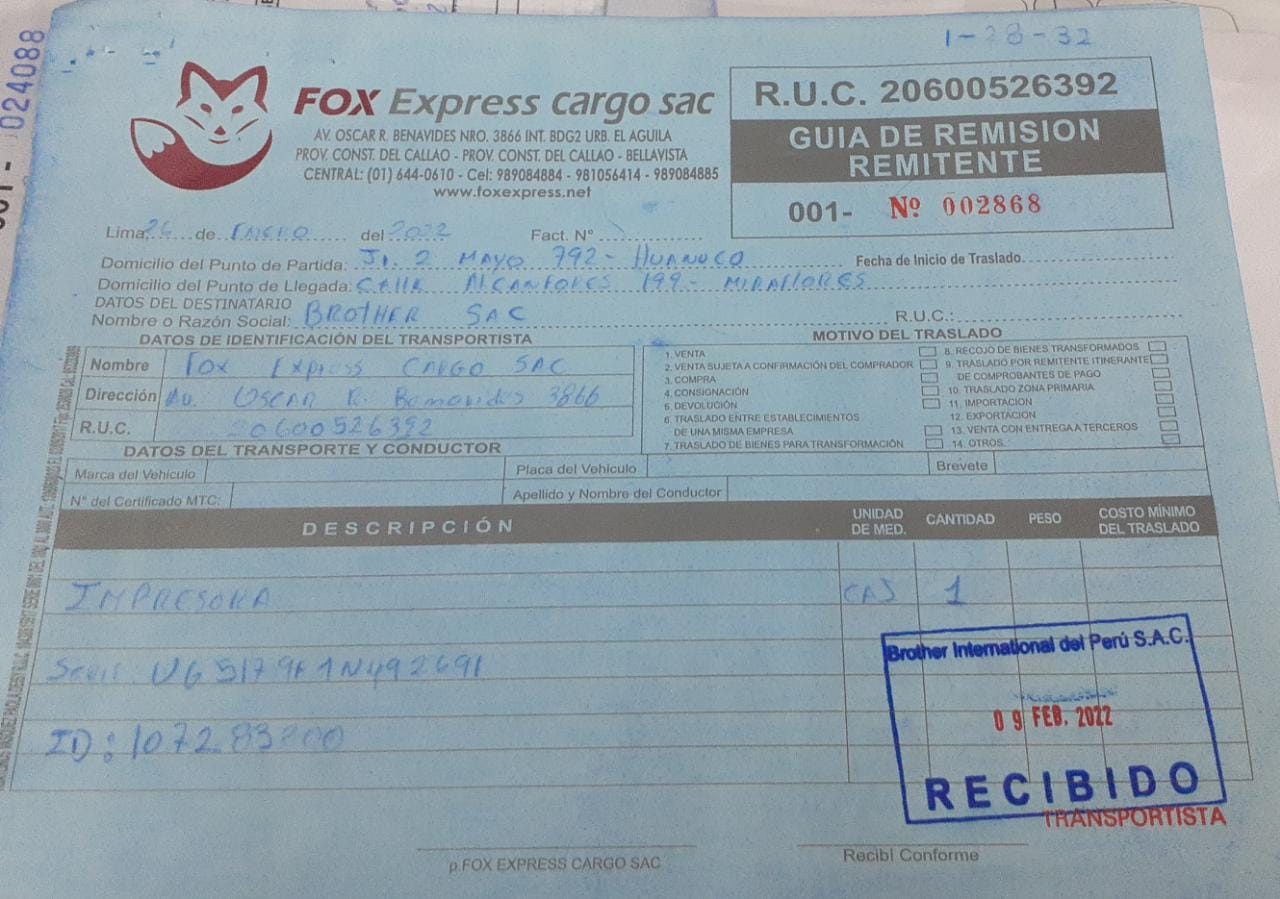 024088
001-
1-28-32
FOX Express cargo sac
AV. OSCAR R. BENAVIDES NRO. 3866 INT. BDG2 URB. EL AGUILA
PROV. CONST. DEL CALLAO - PROV. CONST. DEL CALLAO - BELLAVISTA
CENTRAL: (01) 644-0610 - Cel: 989084884 - 981056414 - 989084885
www.foxexpress.net
R.U.C. 20600526392
GUIA DE REMISION
REMITENTE
001- Nº 002868
Lima, 26 de ENERO del 2022 Fact. N°
Domicilio del Punto de Partida: Jr. 2 MAYO 792 - HUANUCO Fecha de Inicio de Traslado.
Domicilio del Punto de Llegada: CAllE AlCANFORES 199 - MIRAFlORES
DATOS DEL DESTINATARIO
Nombre o Razón Social: BROTHER SAC R.U.C.:
DATOS DE IDENTIFICACIÓN DEL TRANSPORTISTA
Nombre Fox Express CARGO SAC
Dirección Av. OSCAR R. Benavides 3866
R.U.C. 20600526392
MOTIVO DEL TRASLADO
1. VENTA
2. VENTA SUJETA A CONFIRMACIÓN DEL COMPRADOR
3. COMPRA
4. CONSIGNACIÓN
5. DEVOLUCIÓN
6. TRASLADO ENTRE ESTABLECIMIENTOS
DE UNA MISMA EMPRESA
7. TRASLADO DE BIENES PARA TRANSFORMACIÓN
8. RECOJO DE BIENES TRANSFORMADOS
9. TRASLADO POR REMITENTE ITINERANTE
DE COMPROBANTES DE PAGO
10. TRASLADO ZONA PRIMARIA
11. IMPORTACION
12. EXPORTACION
13. VENTA CON ENTREGA A TERCEROS
14. OTROS.
DATOS DEL TRANSPORTE Y CONDUCTOR
Marca del Vehículo Placa del Vehículo Brevete
N° del Certificado MTC: Apellido y Nombre del Conductor
DESCRIPCIÓN UNIDAD DE MED. CANTIDAD PESO COSTO MÍNIMO DEL TRASLADO
IMPRESORA CAJ 1
ID: 107283200
Brother International del Perú S.A.C.
09 FEB. 2022
RECIBIDO
TRANSPORTISTA
p.FOX EXPRESS CARGO SAC
Recibí Conforme